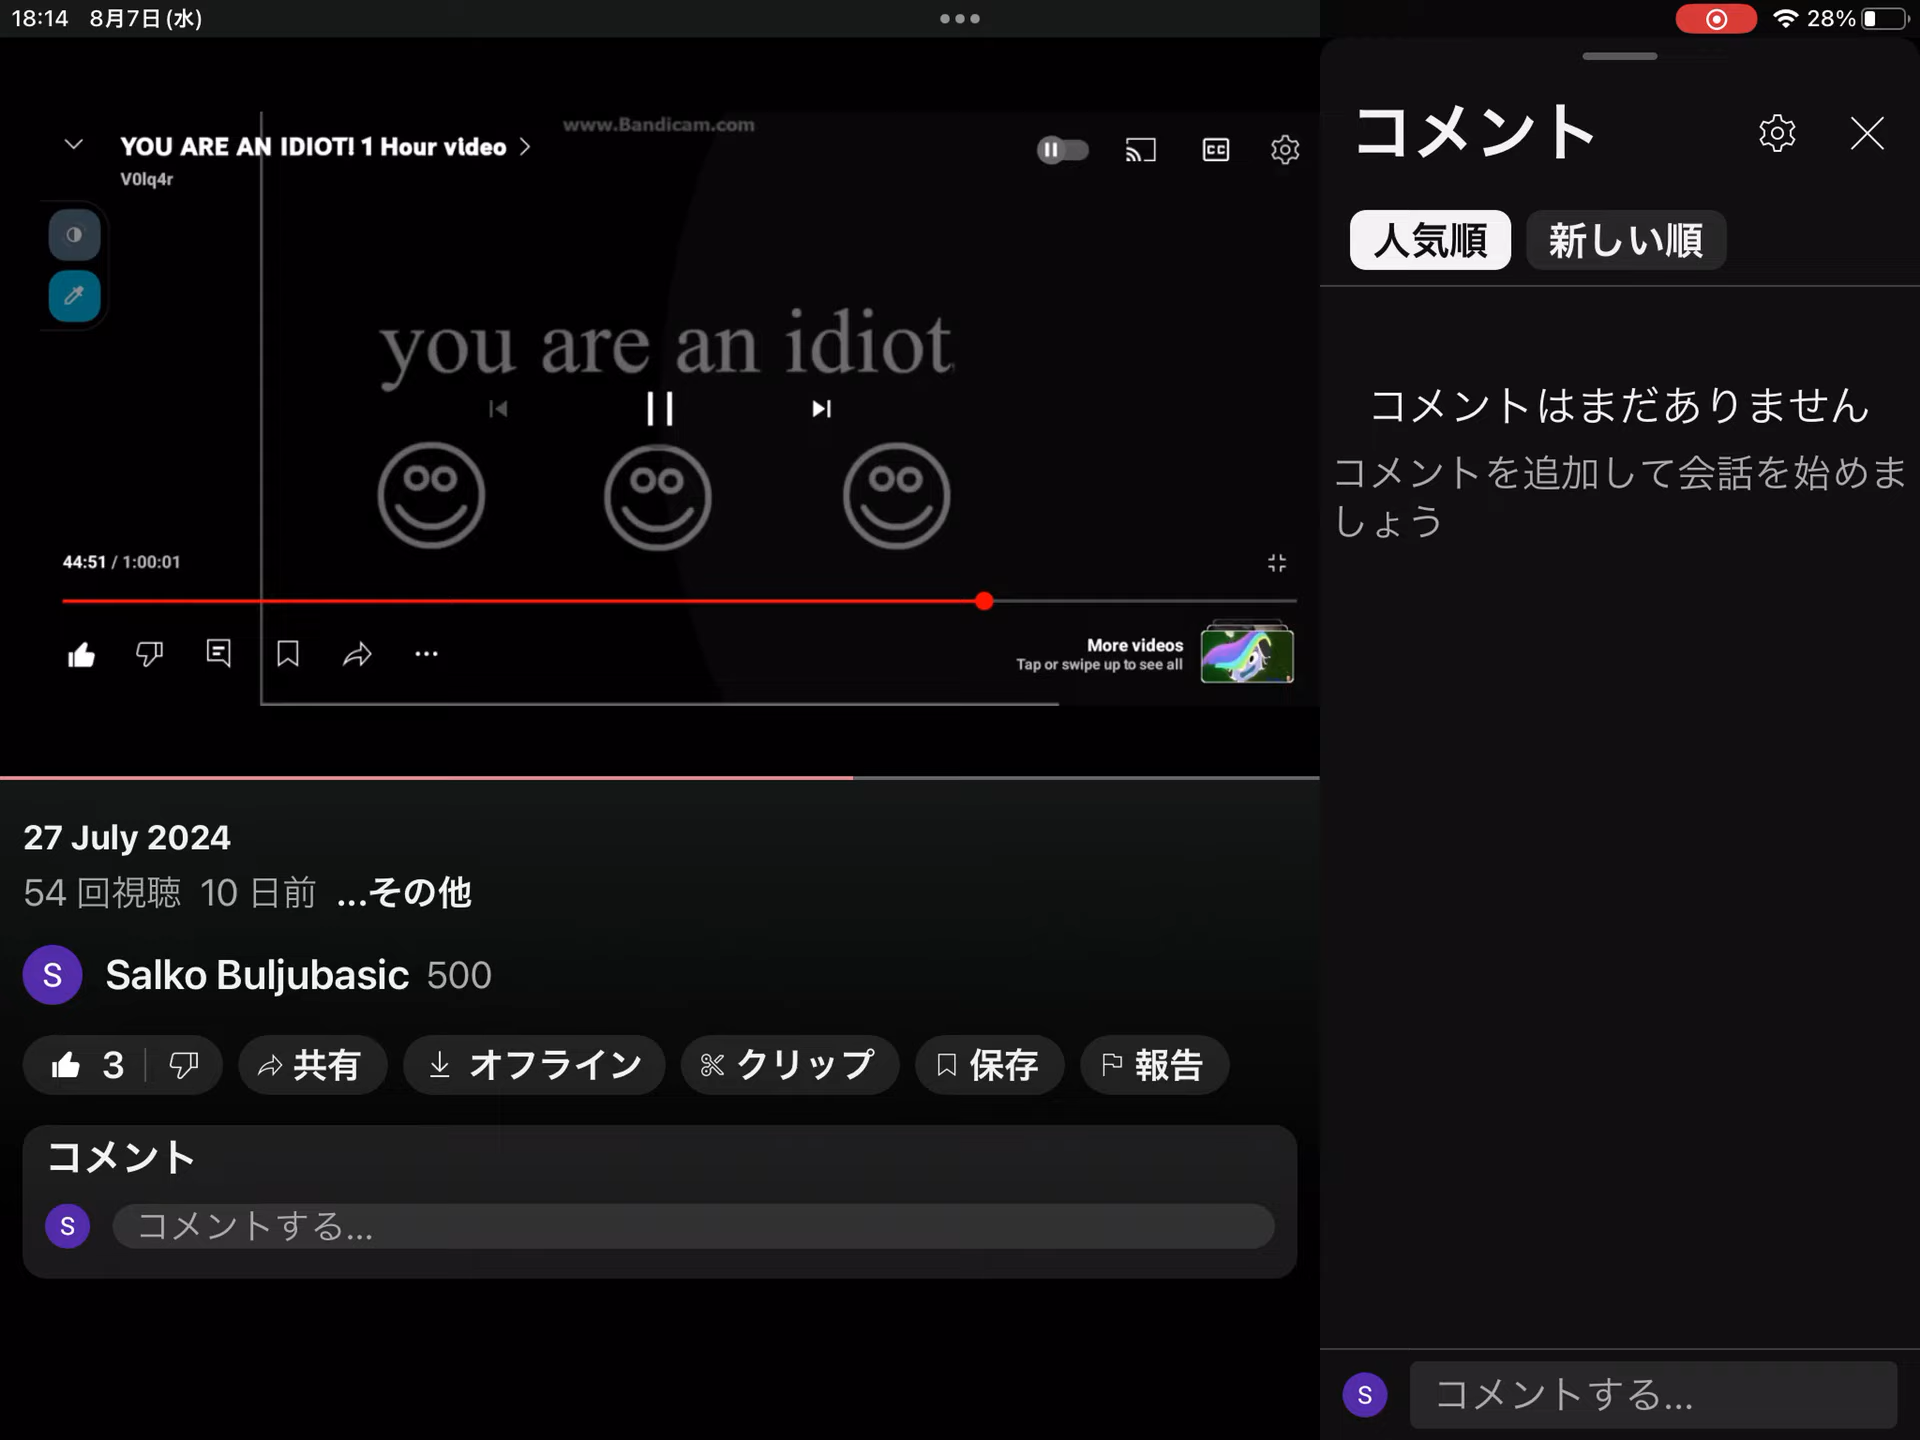 18:14 8月7日(水)
28%
www.Bandicam.com
YOU ARE AN IDIOT! 1 Hour video
V0lq4r
CC
you are an idiot
44:51 / 1:00:01
More videos
Tap or swipe up to see all
27 July 2024
54 回視聴 10 日前 ...その他
S Salko Buljubasic 500
3 共有 オフライン クリップ 保存 報告
コメント
S コメントする...
コメント
人気順 新しい順
コメントはまだありません
コメントを追加して会話を始めま
しょう
S コメントする...